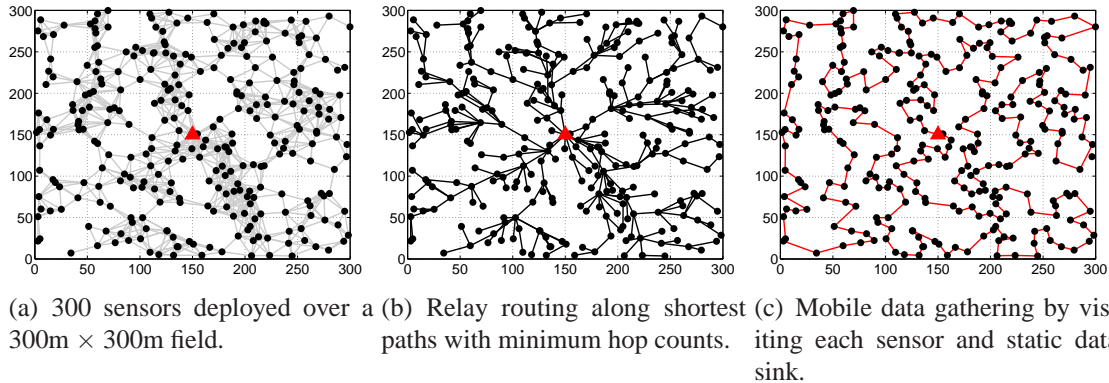 300
250
200
150
100
50
0
0 50 100 150 200 250 300
300
250
200
150
100
50
0
0 50 100 150 200 250 300
300
250
200
150
100
50
0
0 50 100 150 200 250 300
(a) 300 sensors deployed over a
300m × 300m field.
(b) Relay routing along shortest
paths with minimum hop counts.
(c) Mobile data gathering by vis
iting each sensor and static data
sink.